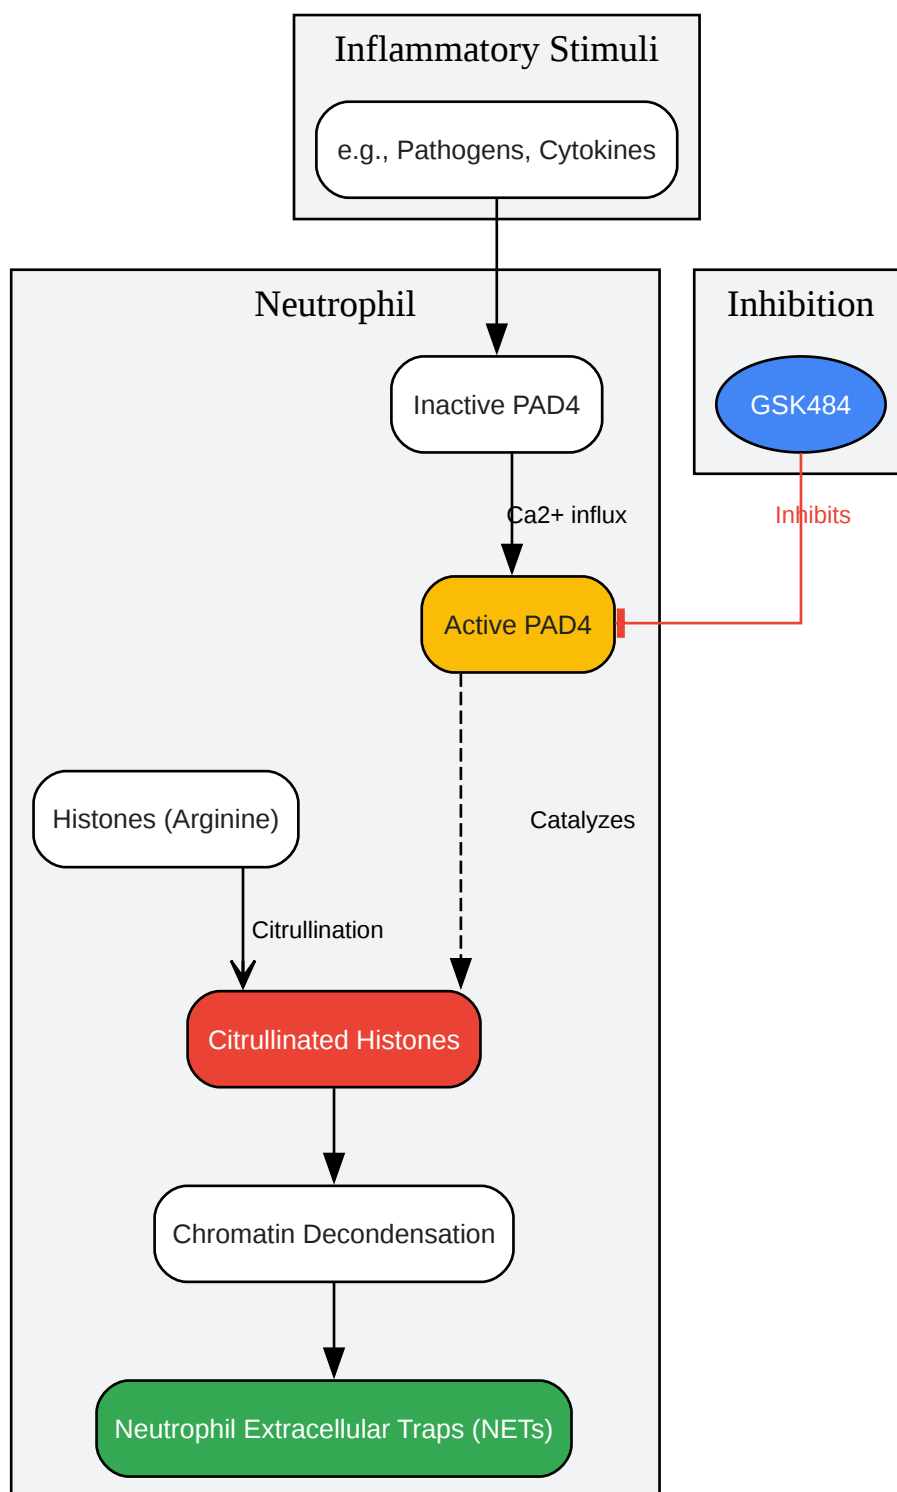 Inflammatory Stimuli
e.g., Pathogens, Cytokines
Neutrophil
Inhibition
Inactive PAD4
GSK484
Ca2+ influx
Inhibits
Active PAD4
Histones (Arginine)
Catalyzes
Citrullination
Citrullinated Histones
Chromatin Decondensation
Neutrophil Extracellular Traps (NETs)